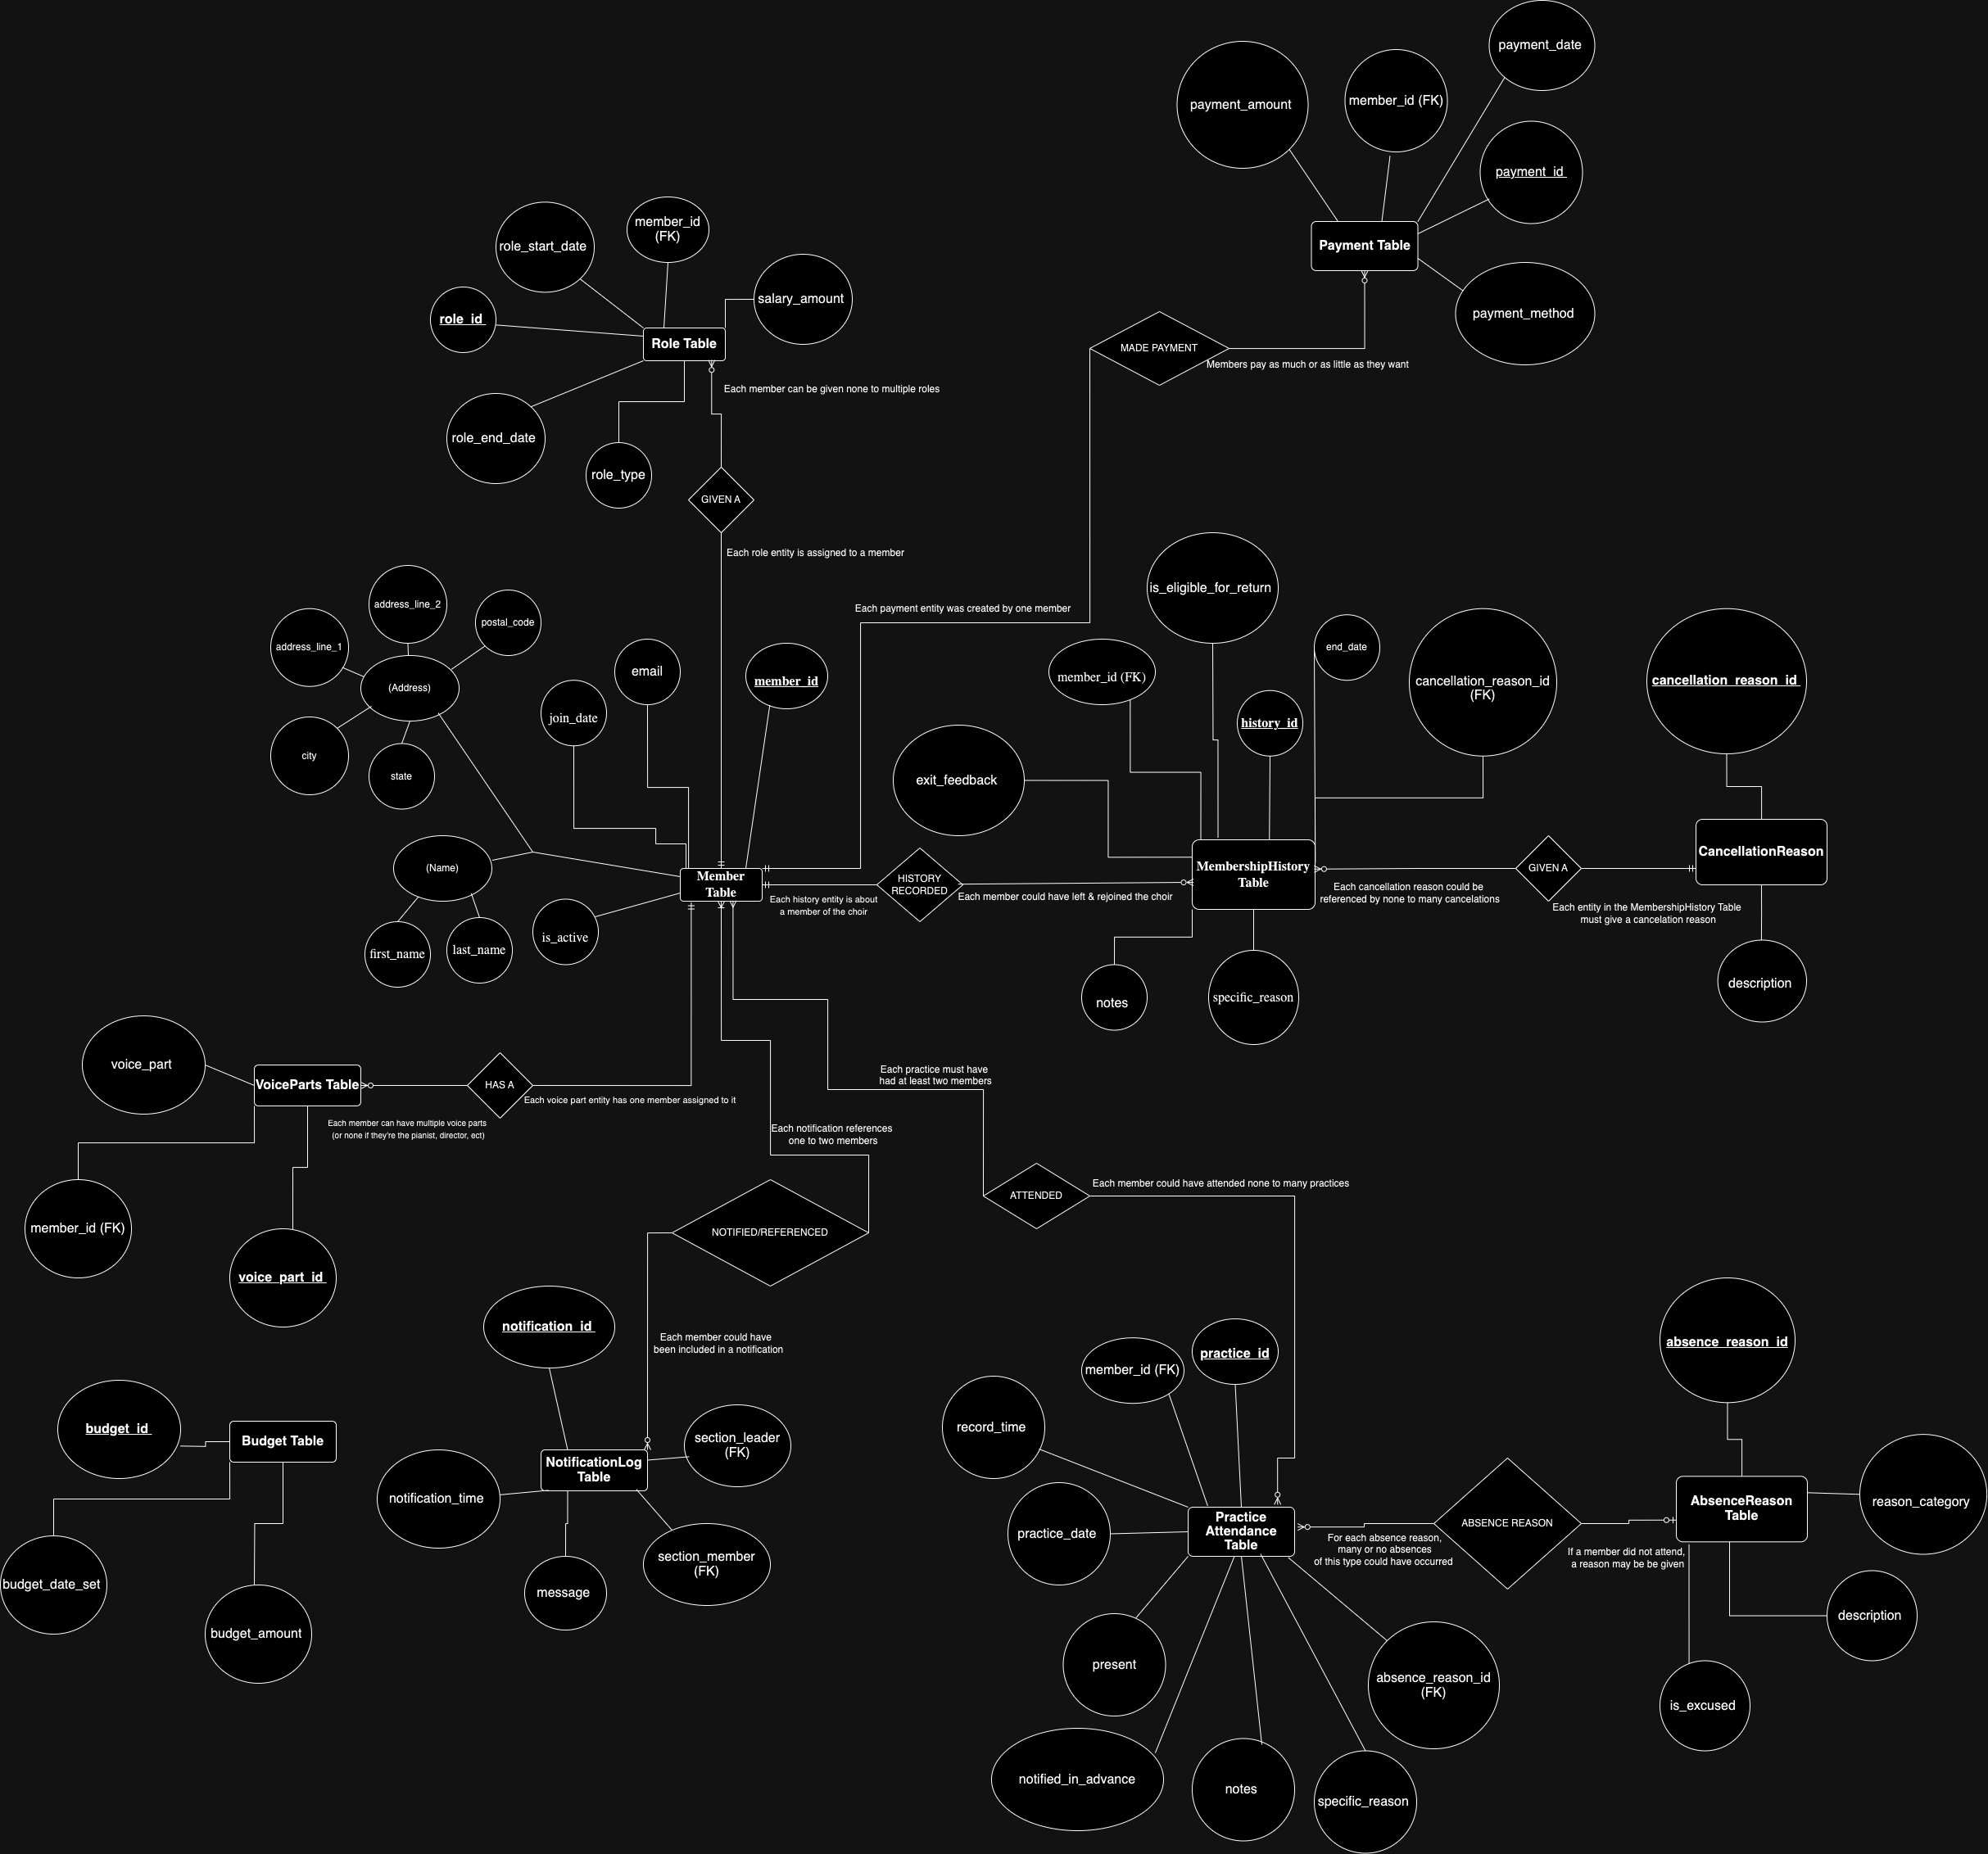 payment_date
payment_amount
member_id (FK)
payment_id
Payment Table
payment_method
MADE PAYMENT
Members pay as much or as little as they want
member_id
(FK)
role_start_date
salary_amount
role_id
Role Table
Each member can be given none to multiple roles
role_end_date
role_type
GIVEN A
Each role entity is assigned to a member
Each payment entity was created by one member
address_line_2
address_line_1
postal_code
(Address)
city
state
email
join_date
member_id
(Name)
first_name
last_name
is_active
Member
Table
HISTORY
RECORDED
Each history entity is about
a member of the choir
Each member could have left & rejoined the choir
is_eligible_for_return
member_id (FK)
end_date
history_id
cancellation_reason_id
(FK)
exit_feedback
MembershipHistory
Table
notes
specific_reason
GIVEN A
Each cancellation reason could be
referenced by none to many cancelations
Each entity in the MembershipHistory Table
must give a cancelation reason
cancellation_reason_id
CancellationReason
description
voice_part
VoiceParts Table
HAS A
Each voice part entity has one member assigned to it
Each member can have multiple voice parts
(or none if they're the pianist, director, ect)
member_id (FK)
voice_part_id
Each practice must have
had at least two members
Each notification references
one to two members
ATTENDED
Each member could have attended none to many practices
NOTIFIED/REFERENCED
Each member could have
been included in a notification
notification_id
section_leader
(FK)
NotificationLog
Table
notification_time
section_member
(FK)
message
budget_id
Budget Table
budget_date_set
budget_amount
practice_id
member_id (FK)
record_time
practice_date
Practice
Attendance
Table
present
absence_reason_id
(FK)
notified_in_advance
notes
specific_reason
ABSENCE REASON
For each absence reason,
many or no absences
of this type could have occurred
If a member did not attend,
a reason may be be given
absence_reason_id
AbsenceReason
Table
reason_category
description
is_excused